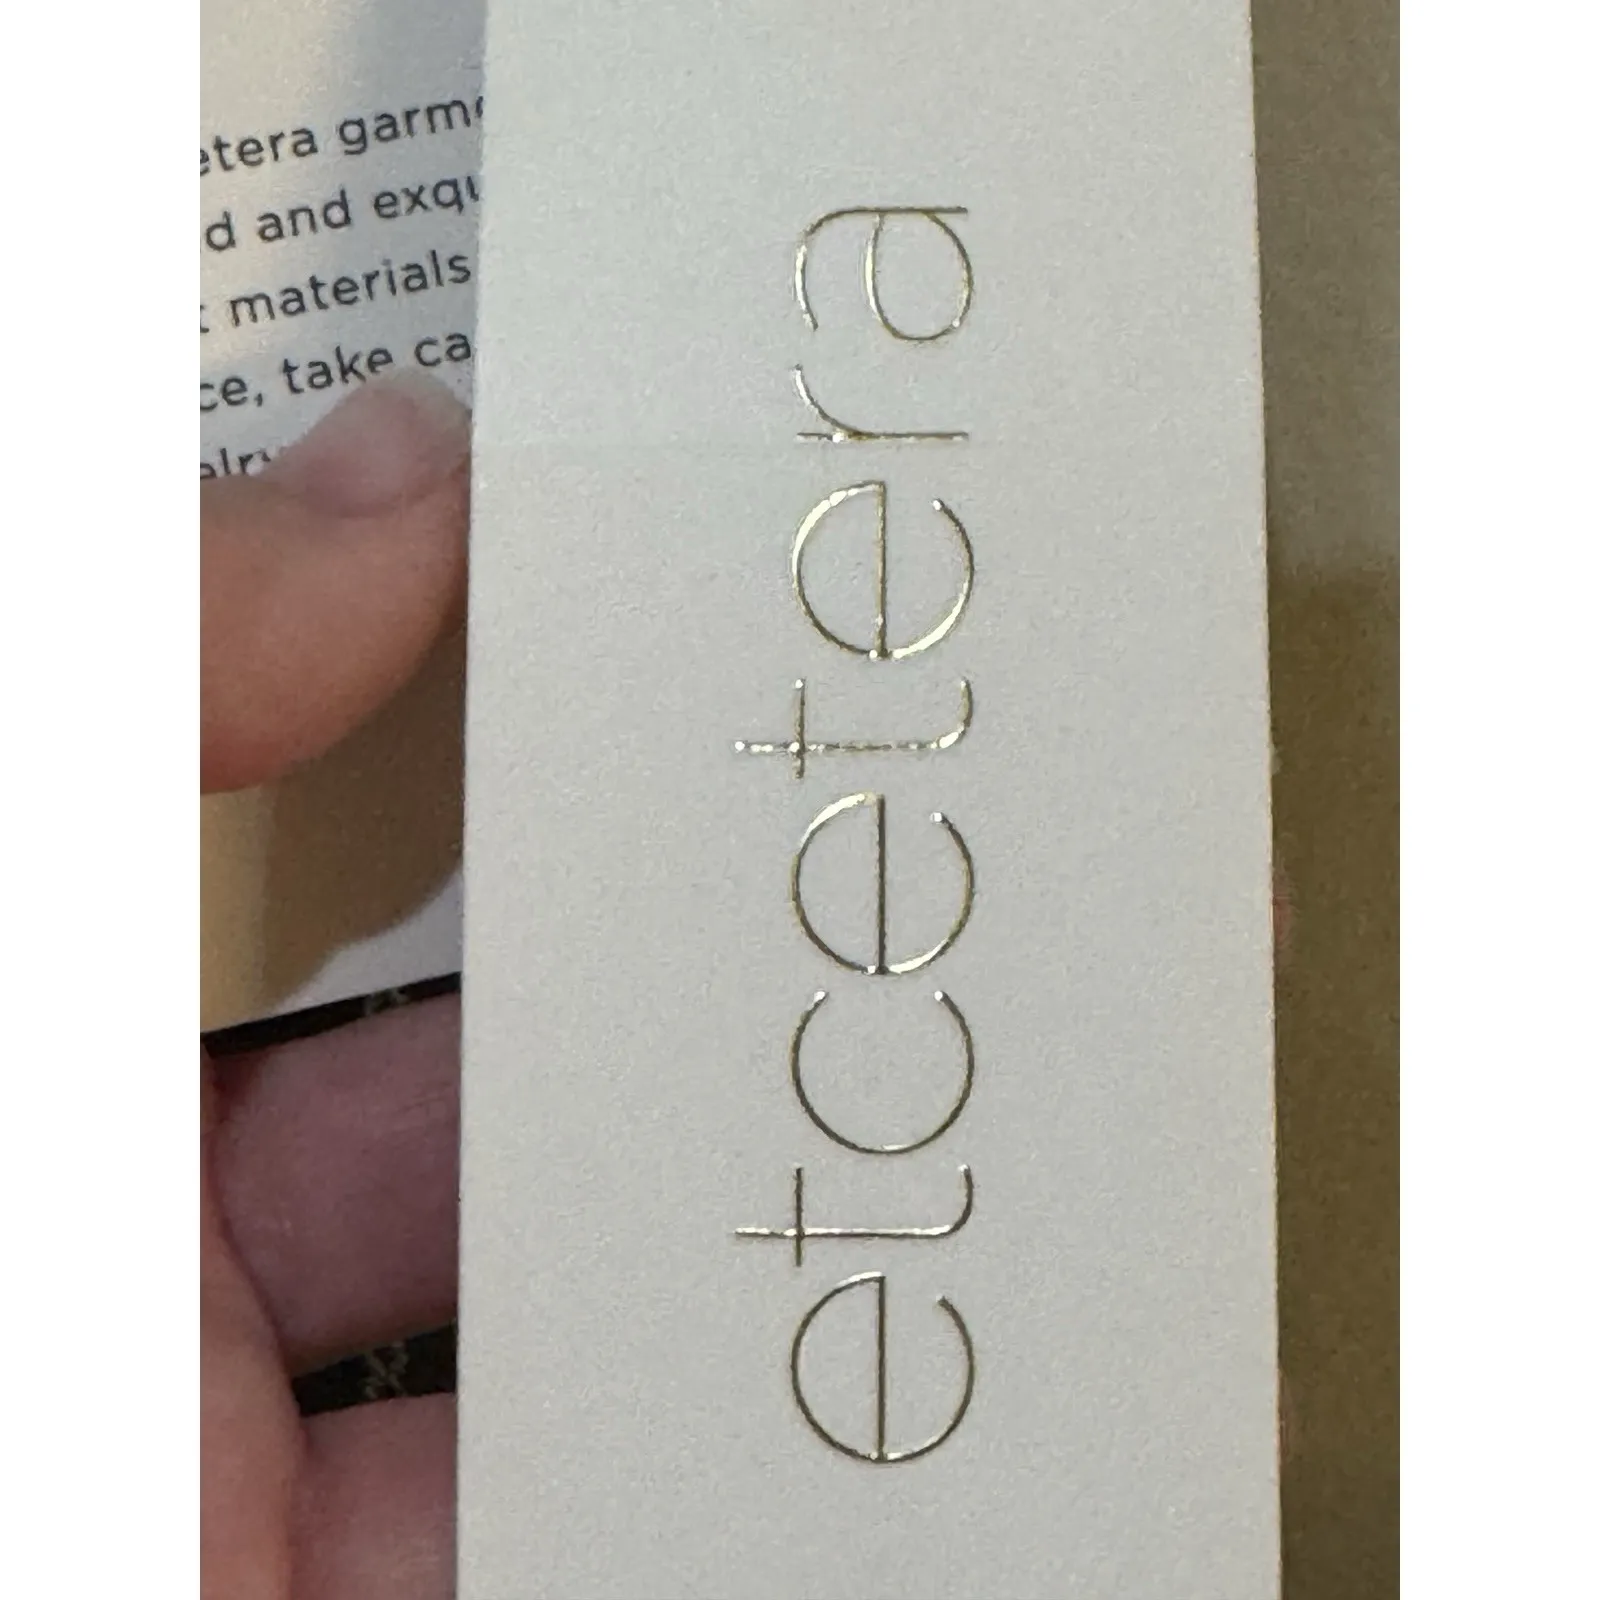 etera garm
d and exqu
materials
ce, take ca
etcetera